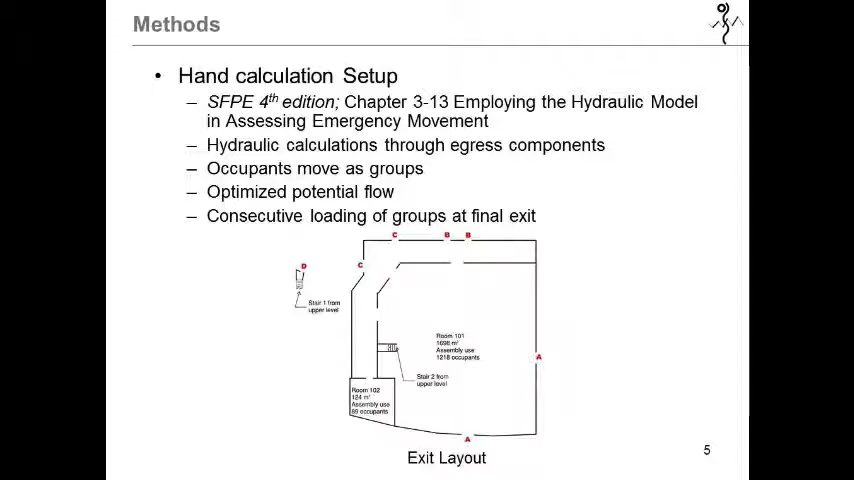 Methods
• Hand calculation Setup
– SFPE 4th edition; Chapter 3-13 Employing the Hydraulic Model
in Assessing Emergency Movement
– Hydraulic calculations through egress components
– Occupants move as groups
– Optimized potential flow
– Consecutive loading of groups at final exit
C B B
D C
Stair 1 from
upper level
Room 101
1698 m²
Assembly use
1218 occupants
A
Stair 2 from
upper level
Room 102
124 m²
Assembly use
89 occupants
A
Exit Layout
5